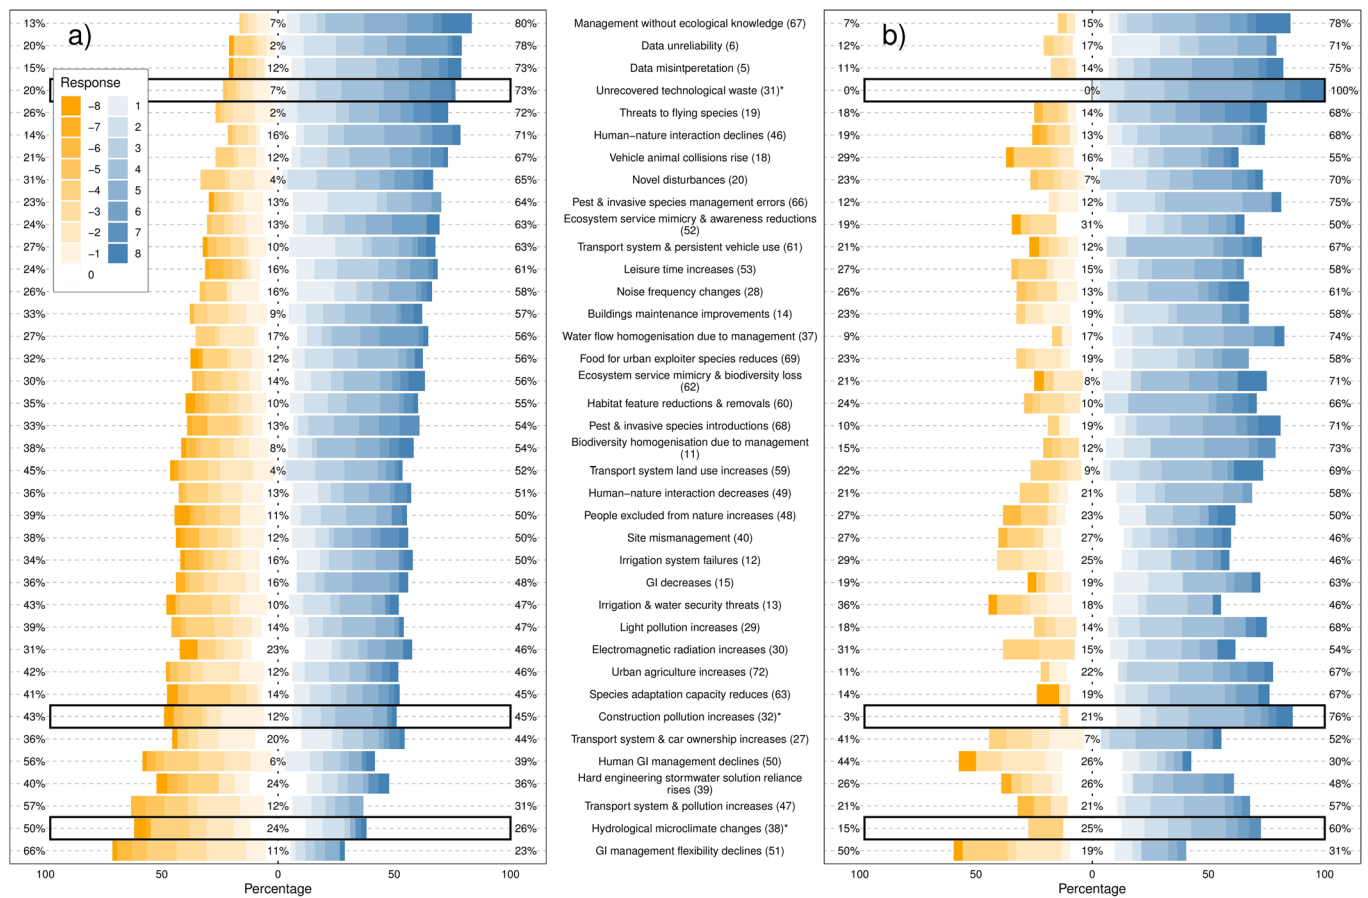 a)
b)
Response
−8 1
−7 2
−6 3
−5 4
−4 5
−3 6
−2 7
−1 8
0
13% 7% 80% Management without ecological knowledge (67) 7% 15% 78%
20% 2% 78% Data unreliability (6) 12% 17% 71%
15% 12% 73% Data misintperetation (5) 11% 14% 75%
20% 7% 73% Unrecovered technological waste (31)* 0% 0% 100%
26% 2% 72% Threats to flying species (19) 18% 14% 68%
14% 16% 71% Human−nature interaction declines (46) 19% 13% 68%
21% 12% 67% Vehicle animal collisions rise (18) 29% 16% 55%
31% 4% 65% Novel disturbances (20) 23% 7% 70%
23% 13% 64% Pest & invasive species management errors (66) 12% 12% 75%
24% 13% 63% Ecosystem service mimicry & awareness reductions 19% 31% 50%
(52)
27% 10% 63% Transport system & persistent vehicle use (61) 21% 12% 67%
24% 16% 61% Leisure time increases (53) 27% 15% 58%
26% 16% 58% Noise frequency changes (28) 26% 13% 61%
33% 9% 57% Buildings maintenance improvements (14) 23% 19% 58%
27% 17% 56% Water flow homogenisation due to management (37) 9% 17% 74%
32% 12% 56% Food for urban exploiter species reduces (69) 23% 19% 58%
30% 14% 56% Ecosystem service mimicry & biodiversity loss 21% 8% 71%
(62)
35% 10% 55% Habitat feature reductions & removals (60) 24% 10% 66%
33% 13% 54% Pest & invasive species introductions (68) 10% 19% 71%
38% 8% 54% Biodiversity homogenisation due to management 15% 12% 73%
(11)
45% 4% 52% Transport system land use increases (59) 22% 9% 69%
36% 13% 51% Human−nature interaction decreases (49) 21% 21% 58%
39% 11% 50% People excluded from nature increases (48) 27% 23% 50%
38% 12% 50% Site mismanagement (40) 27% 27% 46%
34% 16% 50% Irrigation system failures (12) 29% 25% 46%
36% 16% 48% GI decreases (15) 19% 19% 63%
43% 10% 47% Irrigation & water security threats (13) 36% 18% 46%
39% 14% 47% Light pollution increases (29) 18% 14% 68%
31% 23% 46% Electromagnetic radiation increases (30) 31% 15% 54%
42% 12% 46% Urban agriculture increases (72) 11% 22% 67%
41% 14% 45% Species adaptation capacity reduces (63) 14% 19% 67%
43% 12% 45% Construction pollution increases (32)* 3% 21% 76%
36% 20% 44% Transport system & car ownership increases (27) 41% 7% 52%
56% 6% 39% Human GI management declines (50) 44% 26% 30%
40% 24% 36% Hard engineering stormwater solution reliance 26% 26% 48%
rises (39)
57% 12% 31% Transport system & pollution increases (47) 21% 21% 57%
50% 24% 26% Hydrological microclimate changes (38)* 15% 25% 60%
66% 11% 23% GI management flexibility declines (51) 50% 19% 31%
100 50 0 50 100 100 50 0 50 100
Percentage Percentage